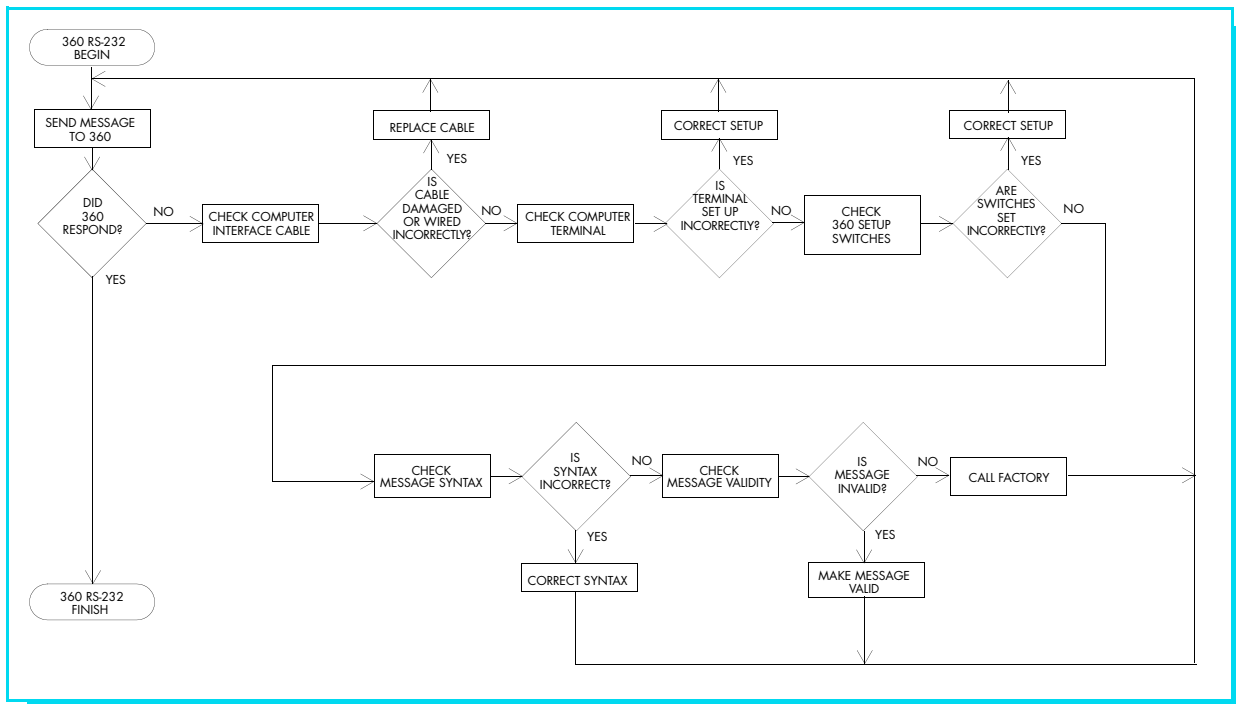 360 RS-232
BEGIN
SEND MESSAGE
TO 360
DID
360
RESPOND?
NO
YES
CHECK COMPUTER
INTERFACE CABLE
REPLACE CABLE
YES
IS
CABLE
DAMAGED
OR WIRED
INCORRECTLY?
NO
CHECK COMPUTER
TERMINAL
CORRECT SETUP
YES
IS
TERMINAL
SET UP
INCORRECTLY?
NO
CHECK
360 SETUP
SWITCHES
CORRECT SETUP
YES
ARE
SWITCHES
SET
INCORRECTLY?
NO
CHECK
MESSAGE SYNTAX
IS
SYNTAX
INCORRECT?
NO
YES
CORRECT SYNTAX
CHECK
MESSAGE VALIDITY
IS
MESSAGE
INVALID?
NO
YES
MAKE MESSAGE
VALID
CALL FACTORY
360 RS-232
FINISH